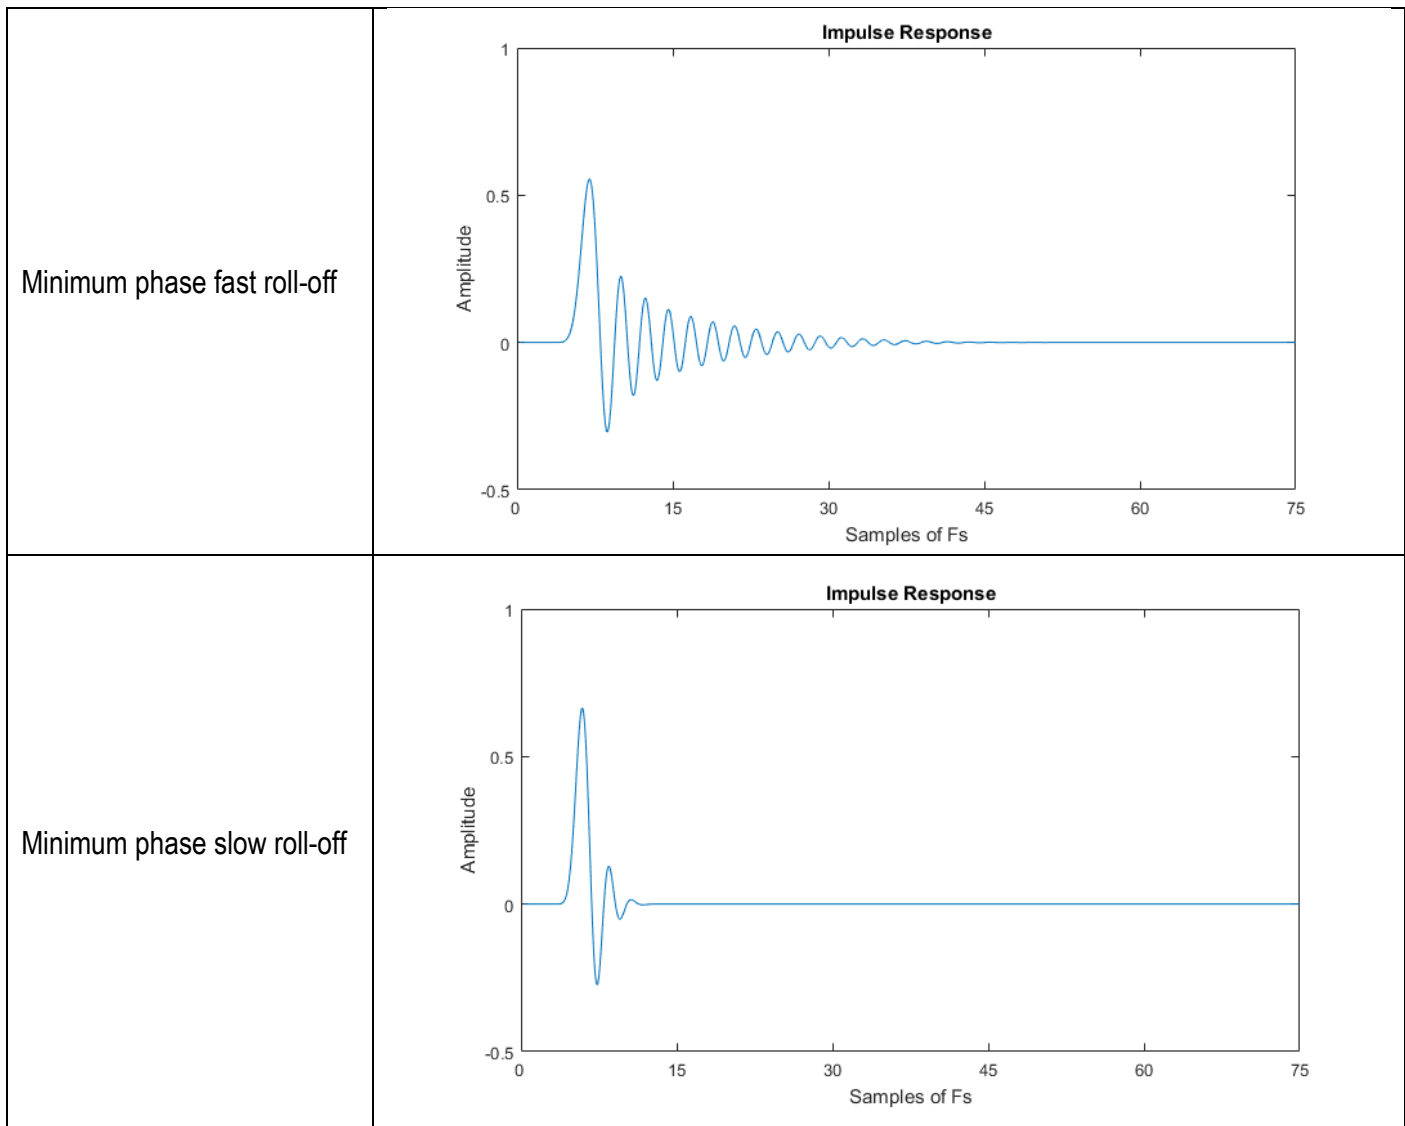 Impulse Response
1
0.5
0
-0.5
Amplitude
0 15 30 45 60 75
Samples of Fs
Minimum phase fast roll-off
Impulse Response
1
0.5
0
-0.5
Amplitude
0 15 30 45 60 75
Samples of Fs
Minimum phase slow roll-off